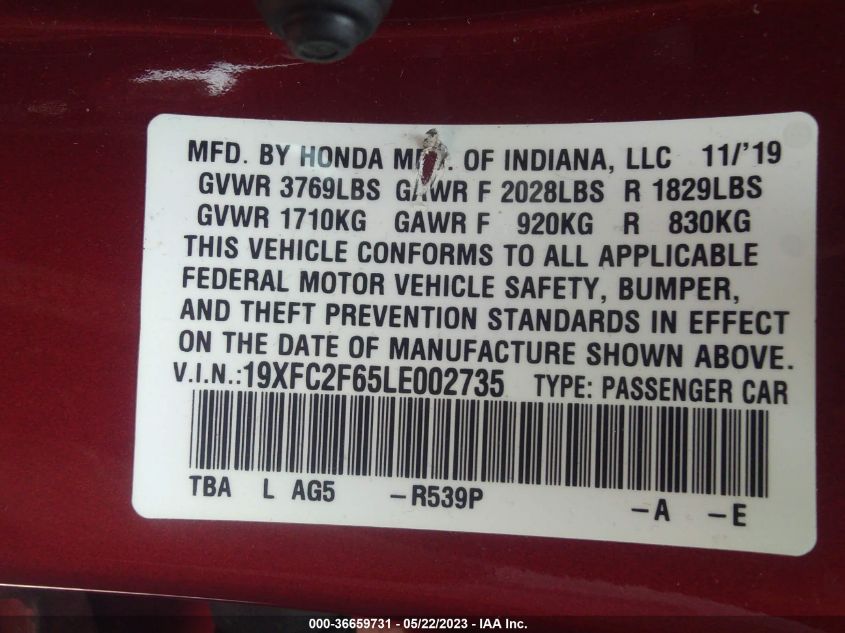 MFD. BY HONDA OF INDIANA, LLC 11/'19
GVWR 3769LBS GAWR F 2028LBS R 1829LBS
GVWR 1710KG GAWR F 920KG R 830KG
THIS VEHICLE CONFORMS TO ALL APPLICABLE
FEDERAL MOTOR VEHICLE SAFETY, BUMPER,
AND THEFT PREVENTION STANDARDS IN EFFECT
ON THE DATE OF MANUFACTURE SHOWN ABOVE.
V.I.N.:19XFC2F65LE002735 TYPE: PASSENGER CAR
TBA L AG5 -R539P -A -E
000-36659731 - 05/22/2023 - IAA Inc.